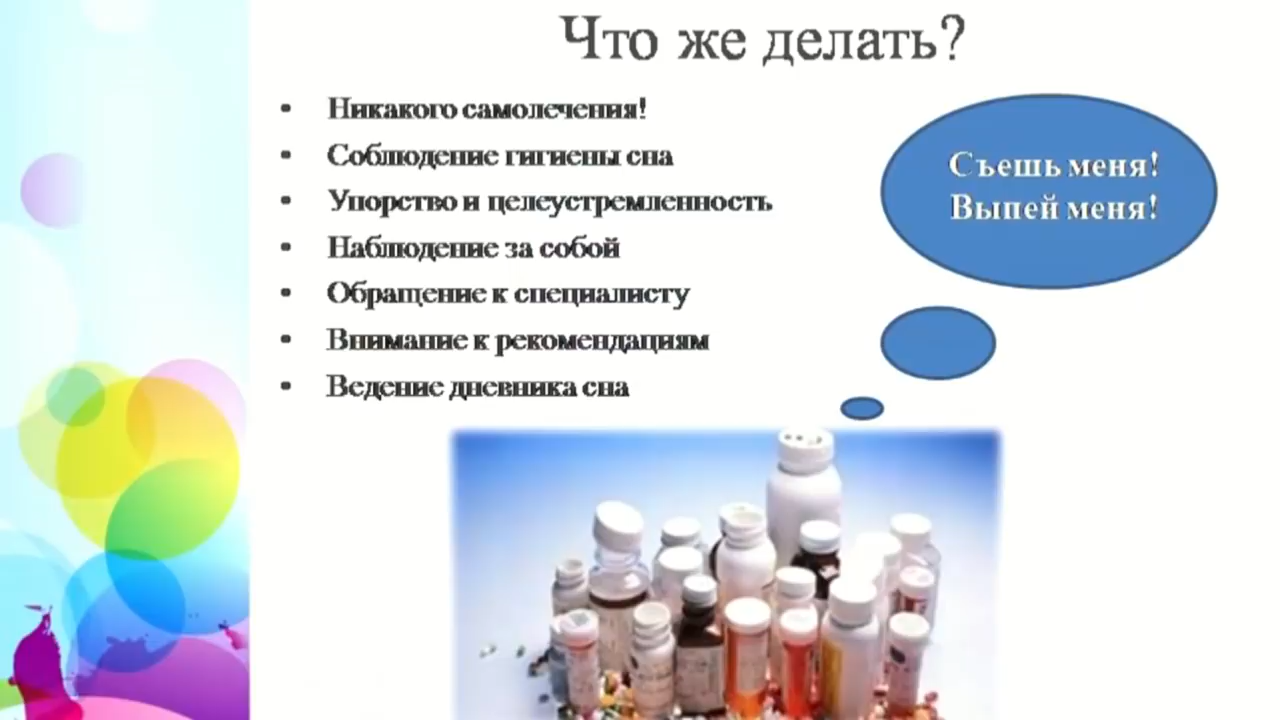 Что же делать?
• Никакого самолечения!
• Соблюдение гигиены сна
• Упорство и целеустремленность
• Наблюдение за собой
• Обращение к специалисту
• Внимание к рекомендациям
• Ведение дневника сна
Съешь меня!
Выпей меня!